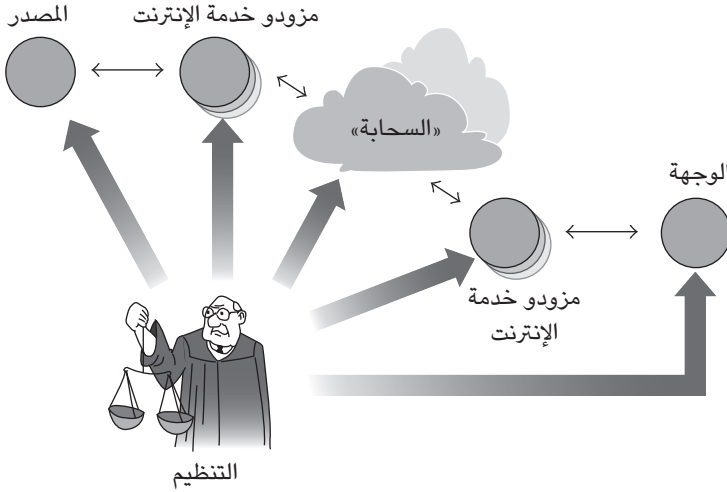 المصدر
مزودو خدمة الإنترنت
«السحابة»
الوجهة
مزودو خدمة
الإنترنت
التنظيم